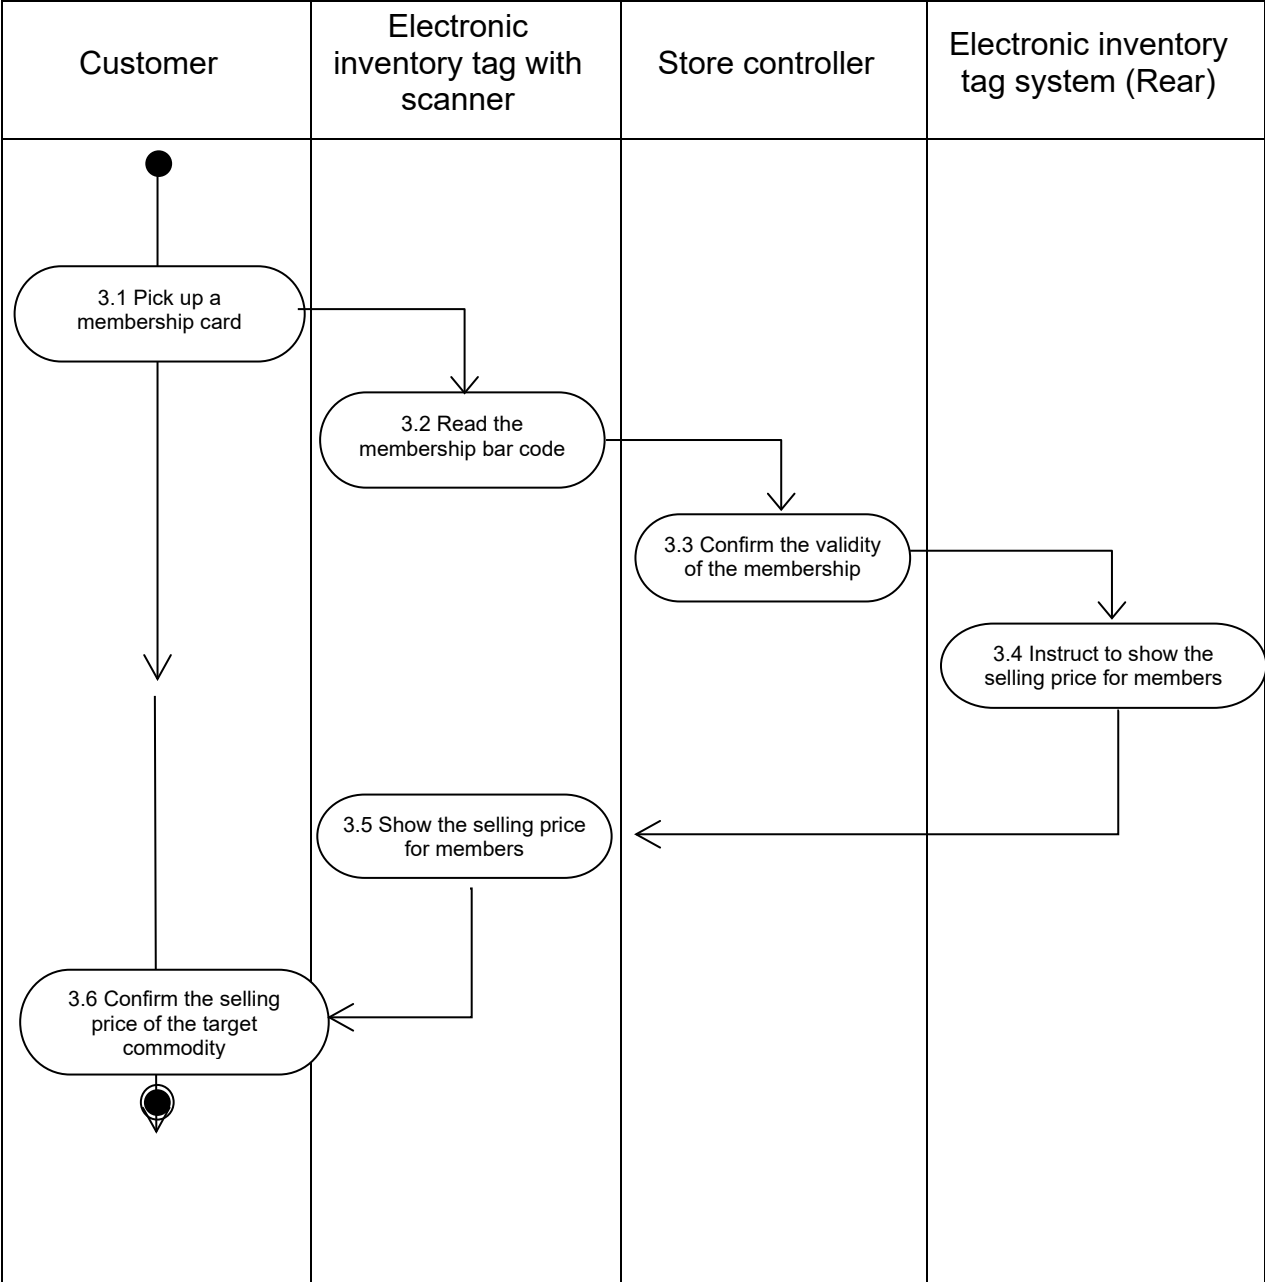 Customer
Electronic
inventory tag with
scanner
Store controller
Electronic inventory
tag system (Rear)
3.1 Pick up a
membership card
3.2 Read the
membership bar code
3.3 Confirm the validity
of the membership
3.4 Instruct to show the
selling price for members
3.5 Show the selling price
for members
3.6 Confirm the selling
price of the target
commodity